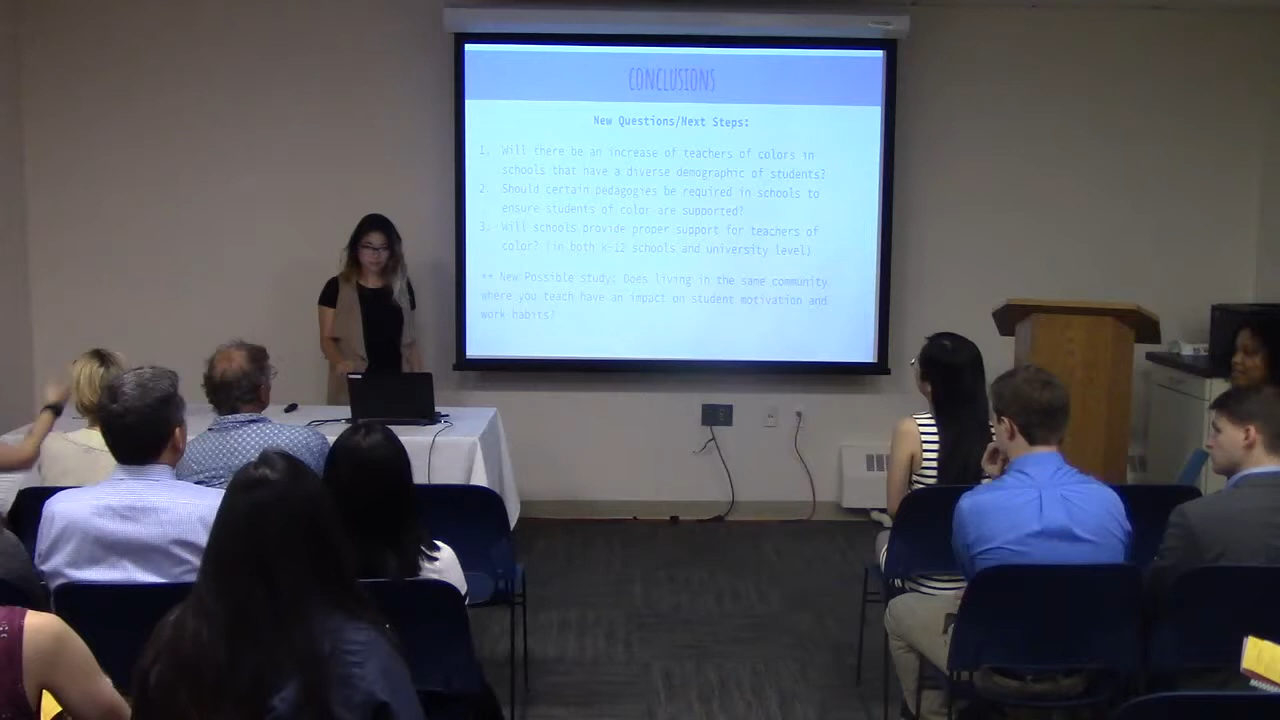 CONCLUSIONS
New Questions/Next Steps:
1. Will there be an increase of teachers of colors in
schools that have a diverse demographic of students?
2. Should certain pedagogies be required in schools to
ensure students of color are supported?
3. Will schools provide proper support for teachers of
color? (in both K-12 schools and university level)
** New Possible study: Does living in the same community
where you teach have an impact on student motivation and
work habits?